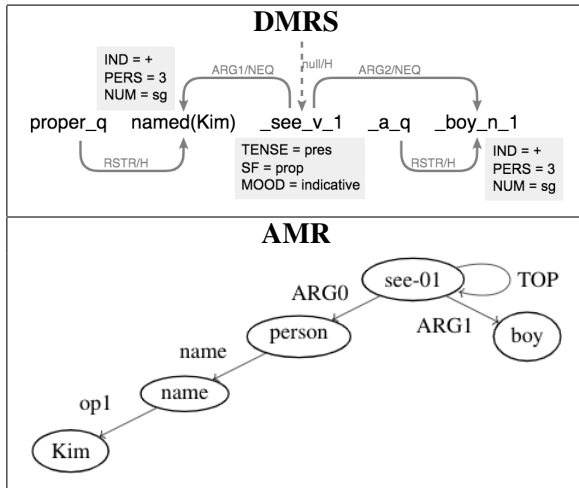 DMRS
IND = +
PERS = 3
NUM = sg
ARG1/NEQ
null/H
ARG2/NEQ
proper_q named(Kim) _see_v_1 _a_q _boy_n_1
RSTR/H
TENSE = pres
SF = prop
MOOD = indicative
RSTR/H
IND = +
PERS = 3
NUM = sg
AMR
see-01
TOP
ARG0
ARG1
person
boy
name
name
op1
Kim